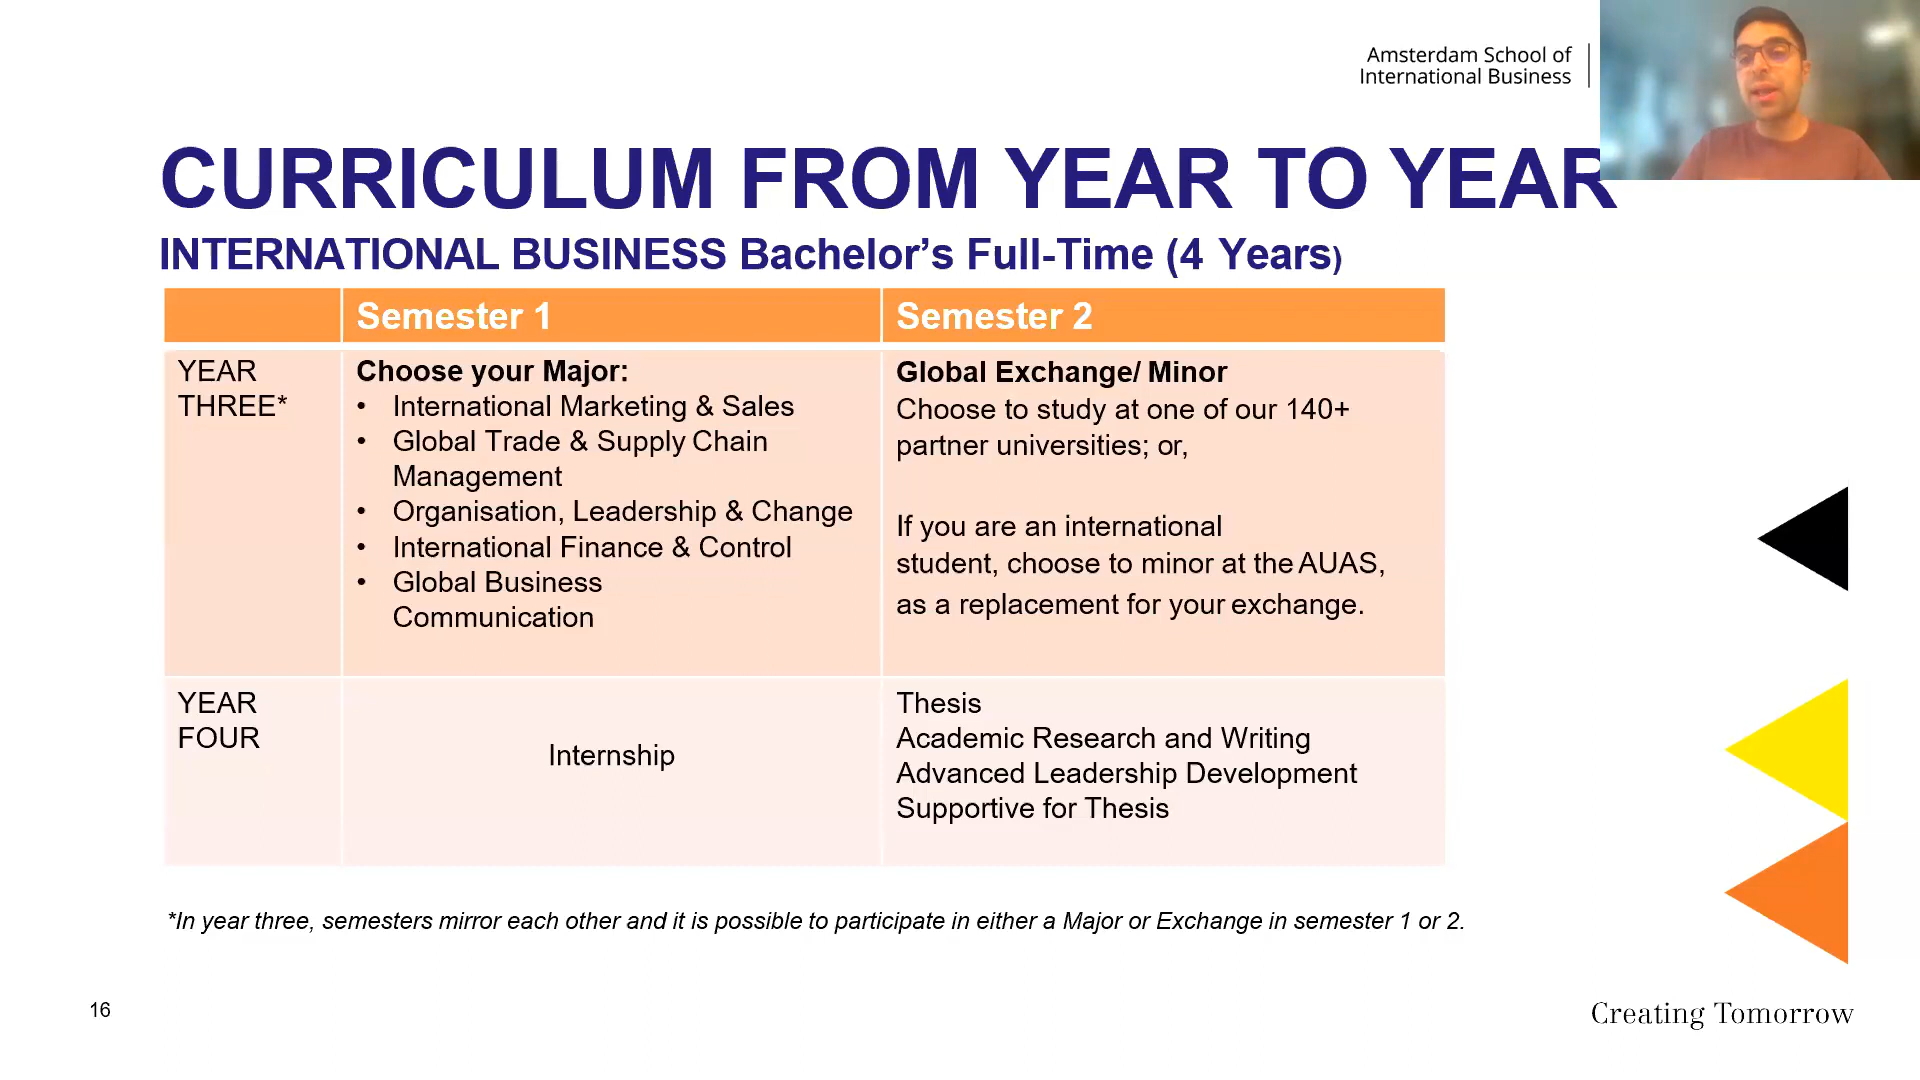 Amsterdam School of
International Business
CURRICULUM FROM YEAR TO YEAR
INTERNATIONAL BUSINESS Bachelor’s Full-Time (4 Years)
Semester 1
Semester 2
YEAR
THREE*
Choose your Major:
• International Marketing & Sales
• Global Trade & Supply Chain
Management
• Organisation, Leadership & Change
• International Finance & Control
• Global Business
Communication
Global Exchange/ Minor
Choose to study at one of our 140+
partner universities; or,
If you are an international
student, choose to minor at the AUAS,
as a replacement for your exchange.
YEAR
FOUR
Internship
Thesis
Academic Research and Writing
Advanced Leadership Development
Supportive for Thesis
*In year three, semesters mirror each other and it is possible to participate in either a Major or Exchange in semester 1 or 2.
16
Creating Tomorrow